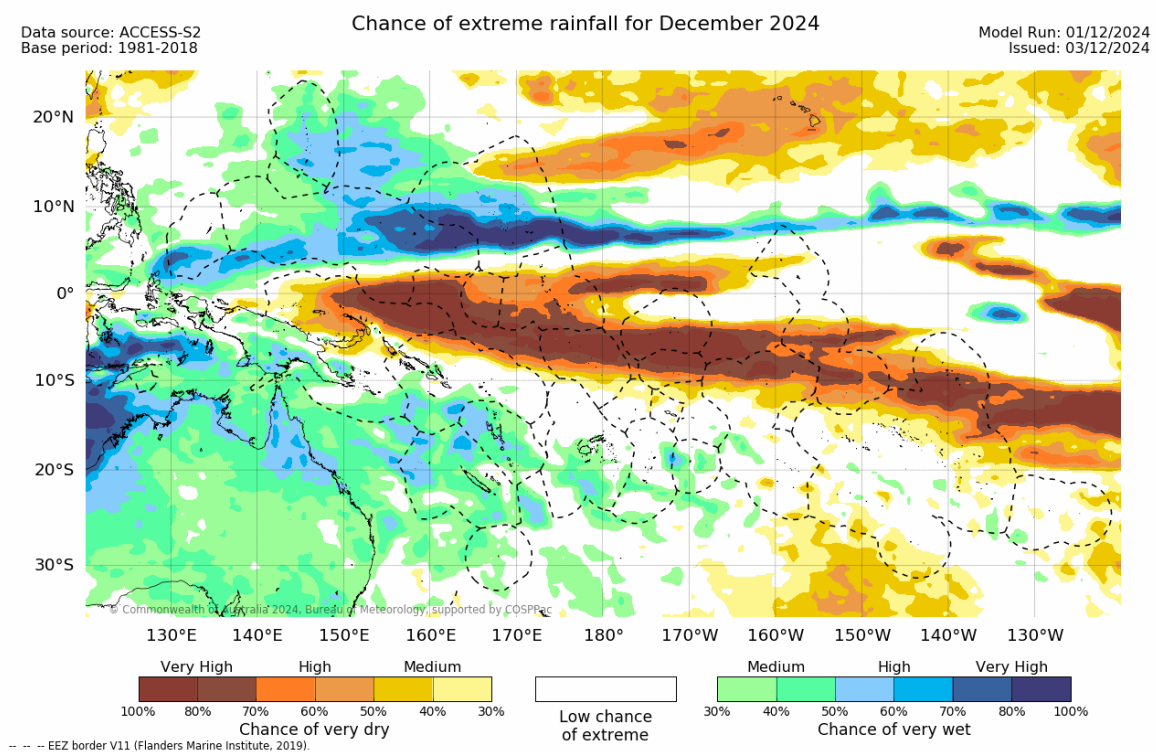 Chance of extreme rainfall for December 2024
Data source: ACCESS-S2
Base period: 1981-2018
Model Run: 01/12/2024
Issued: 03/12/2024
20°N
10°N
0°
10°S
20°S
30°S
© Commonwealth of Australia 2024, Bureau of Meteorology, supported by COSPPac
130°E 140°E 150°E 160°E 170°E 180° 170°W 160°W 150°W 140°W 130°W
Very High High Medium
100% 80% 70% 60% 50% 40% 30%
Chance of very dry
Low chance
of extreme
Medium High Very High
30% 40% 50% 60% 70% 80% 100%
Chance of very wet
-- -- -- EEZ border V11 (Flanders Marine Institute, 2019).